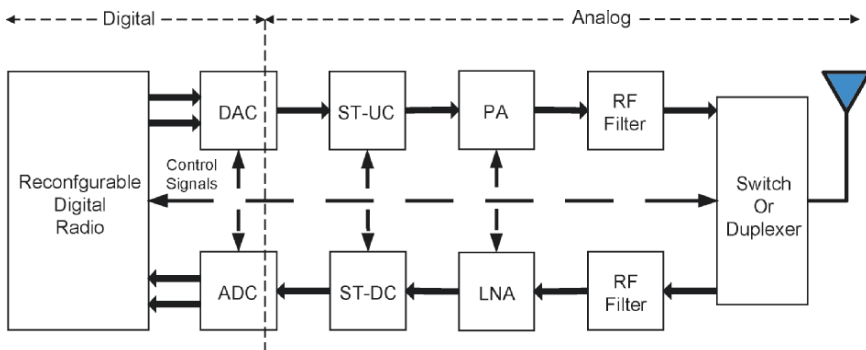 Digital
Analog
DAC
ST-UC
PA
RF
Filter
Control
Signals
Reconfgurable
Digital
Radio
Switch
Or
Duplexer
ADC
ST-DC
LNA
RF
Filter